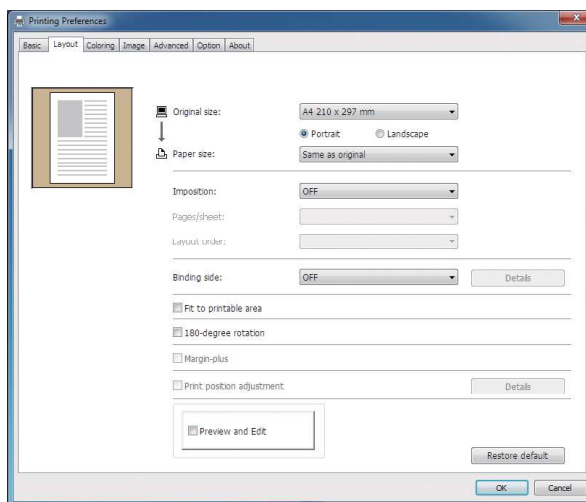 Printing Preferences
Basic Layout Coloring Image Advanced Option About
Original size: A4 210 x 297 mm
Portrait Landscape
Paper size: Same as original
Imposition: OFF
Pages/sheet:
Layout order:
Binding side: OFF Details
Fit to printable area
180-degree rotation
Margin-plus
Print position adjustment Details
Preview and Edit
Restore default
OK Cancel